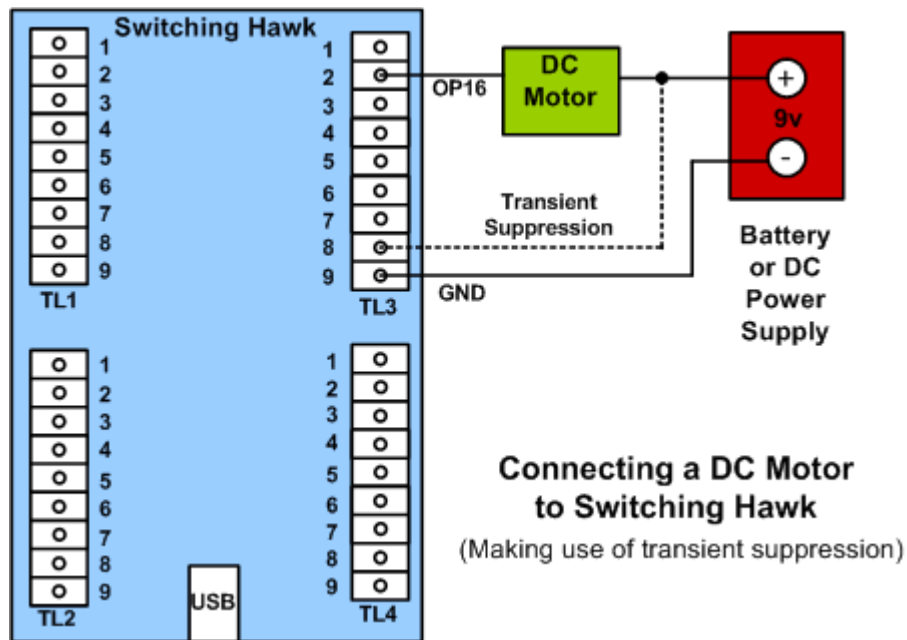 Switching Hawk
1
2
3
4
5
6
7
8
9
TL1
1
2
3
4
5
6
7
8
9
TL3
OP16
DC
Motor
+
9v
-
Transient
Suppression
GND
Battery
or DC
Power
Supply
1
2
3
4
5
6
7
8
9
TL2
USB
1
2
3
4
5
6
7
8
9
TL4
Connecting a DC Motor
to Switching Hawk
(Making use of transient suppression)